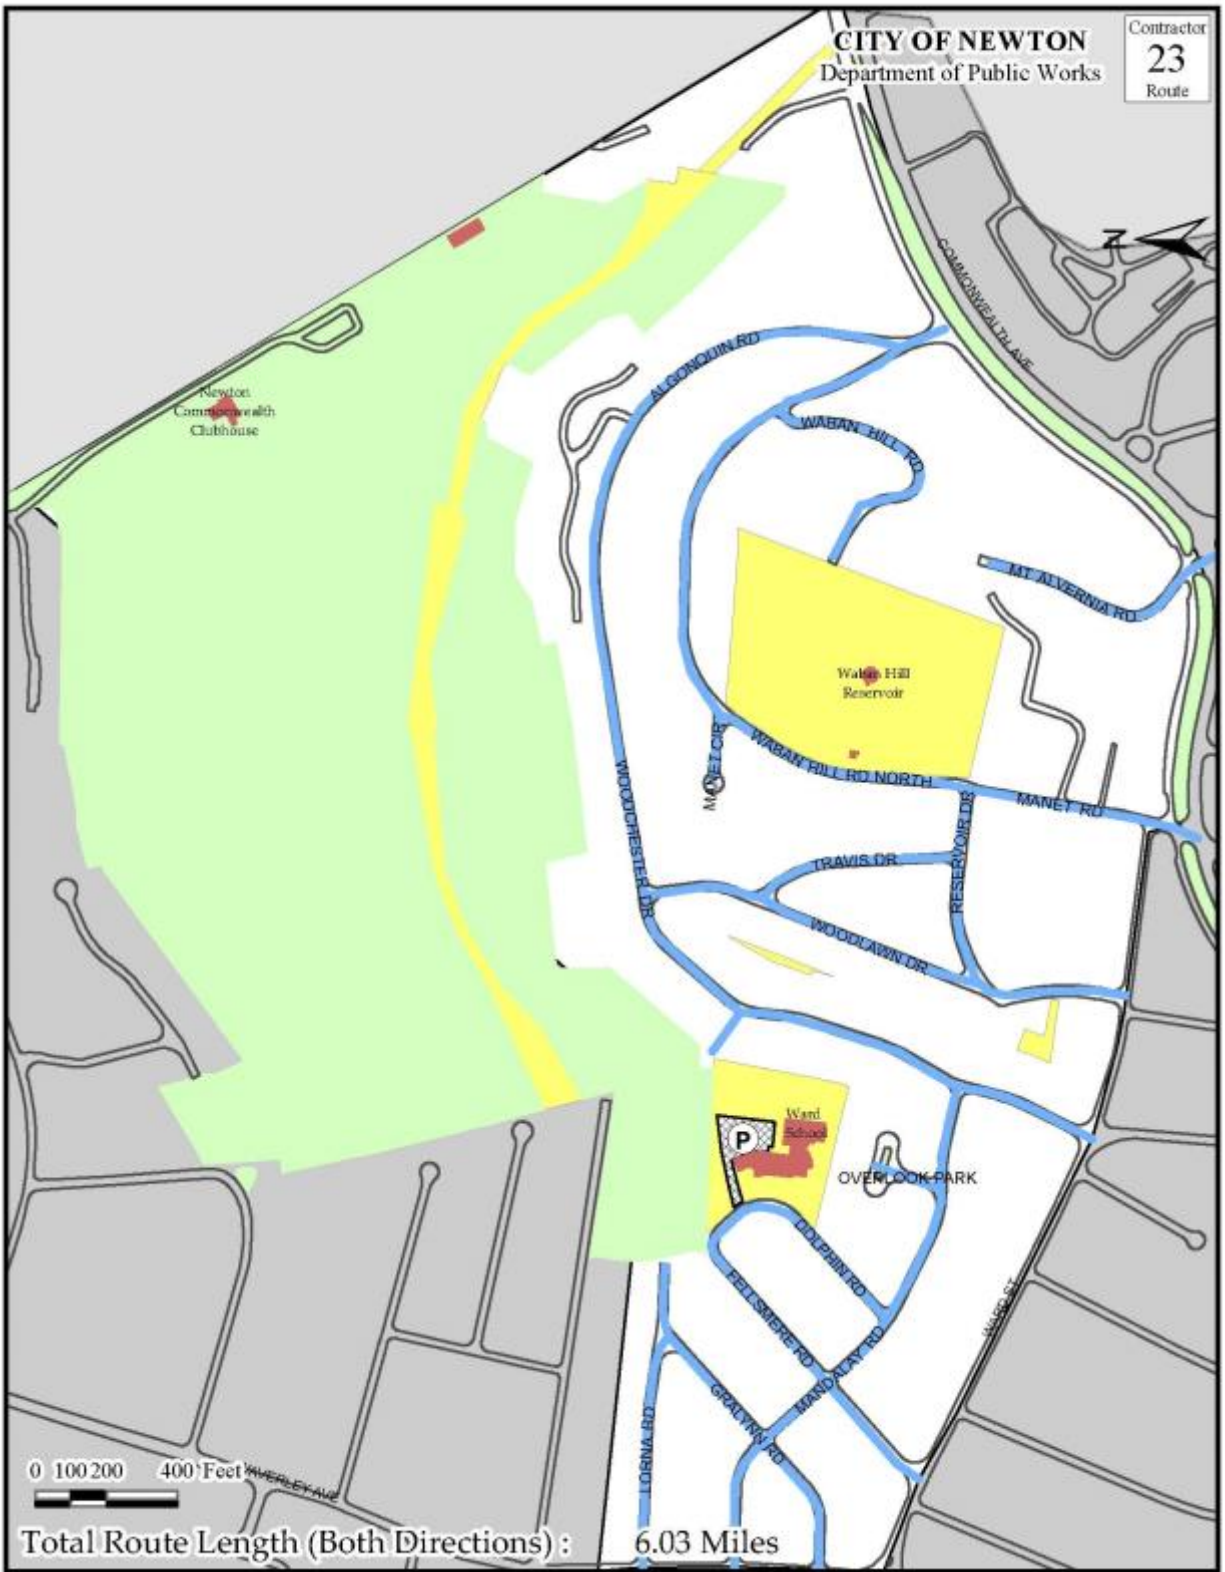 CITY OF NEWTON
Department of Public Works
Contractor
23
Route
N
COMMONWEALTH AVE
ALGONQUIN RD
Newton
Commonwealth
Clubhouse
WABAN HILL RD
MT ALVERNIA RD
Waban Hill
Reservoir
MANET CIR
WABAN HILL RD NORTH
MANET RD
WOODCHESTER DR
TRAVIS DR
RESERVOIR DR
WOODLAWN DR
Ward
School
P
OVERLOOK PARK
DOLPHIN RD
FELLSMERE RD
MANDALAY RD
WARD ST
GRALYNN RD
LORNA RD
0 100 200 400 Feet
WAVERLEY AVE
Total Route Length (Both Directions) : 6.03 Miles